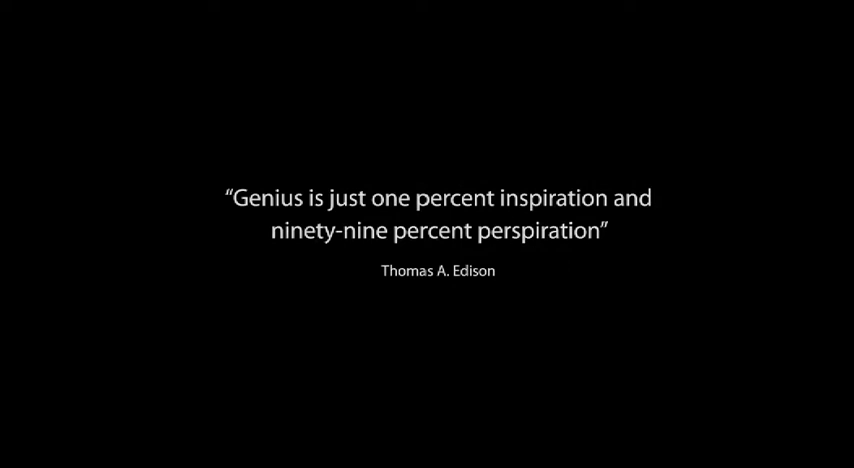 “Genius is just one percent inspiration and
ninety-nine percent perspiration”
Thomas A. Edison